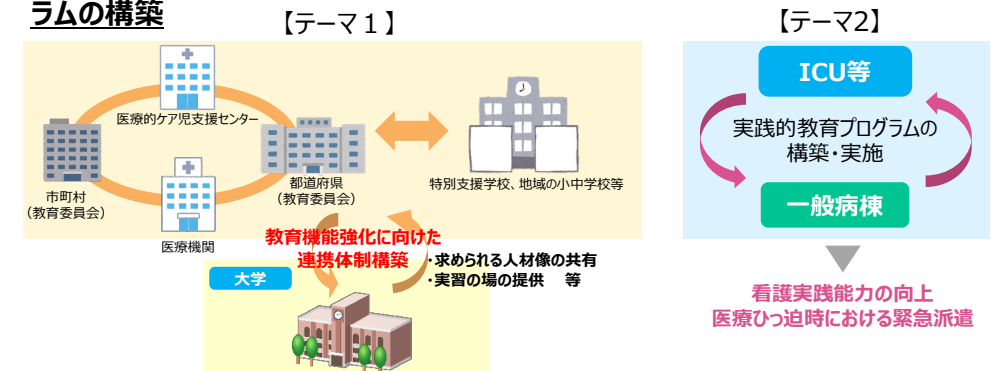 ラムの構築
【テーマ１】
医療的ケア児支援センター
市町村
（教育委員会）
都道府県
（教育委員会）
医療機関
特別支援学校、地域の小中学校等
教育機能強化に向けた
連携体制構築
・求められる人材像の共有
・実習の場の提供　等
大学
【テーマ2】
ICU等
実践的教育プログラムの
構築・実施
一般病棟
看護実践能力の向上
医療ひっ迫時における緊急派遣